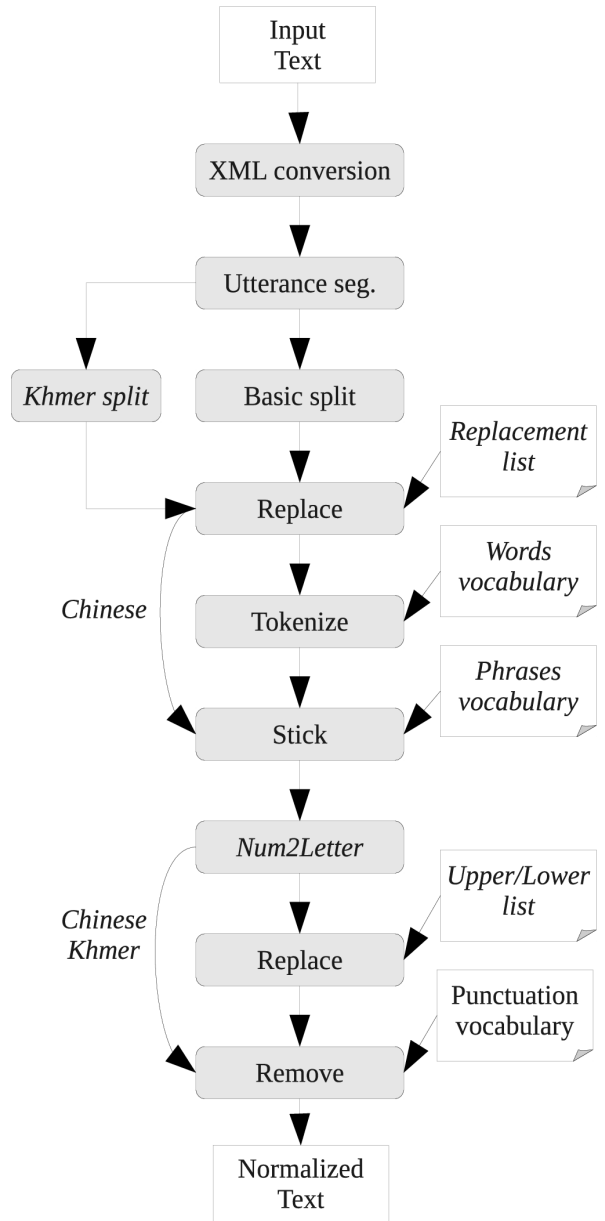 Input
Text
XML conversion
Utterance seg.
Khmer split
Basic split
Replacement
list
Replace
Words
vocabulary
Chinese
Tokenize
Phrases
vocabulary
Stick
Num2Letter
Upper/Lower
list
Chinese
Khmer
Replace
Punctuation
vocabulary
Remove
Normalized
Text